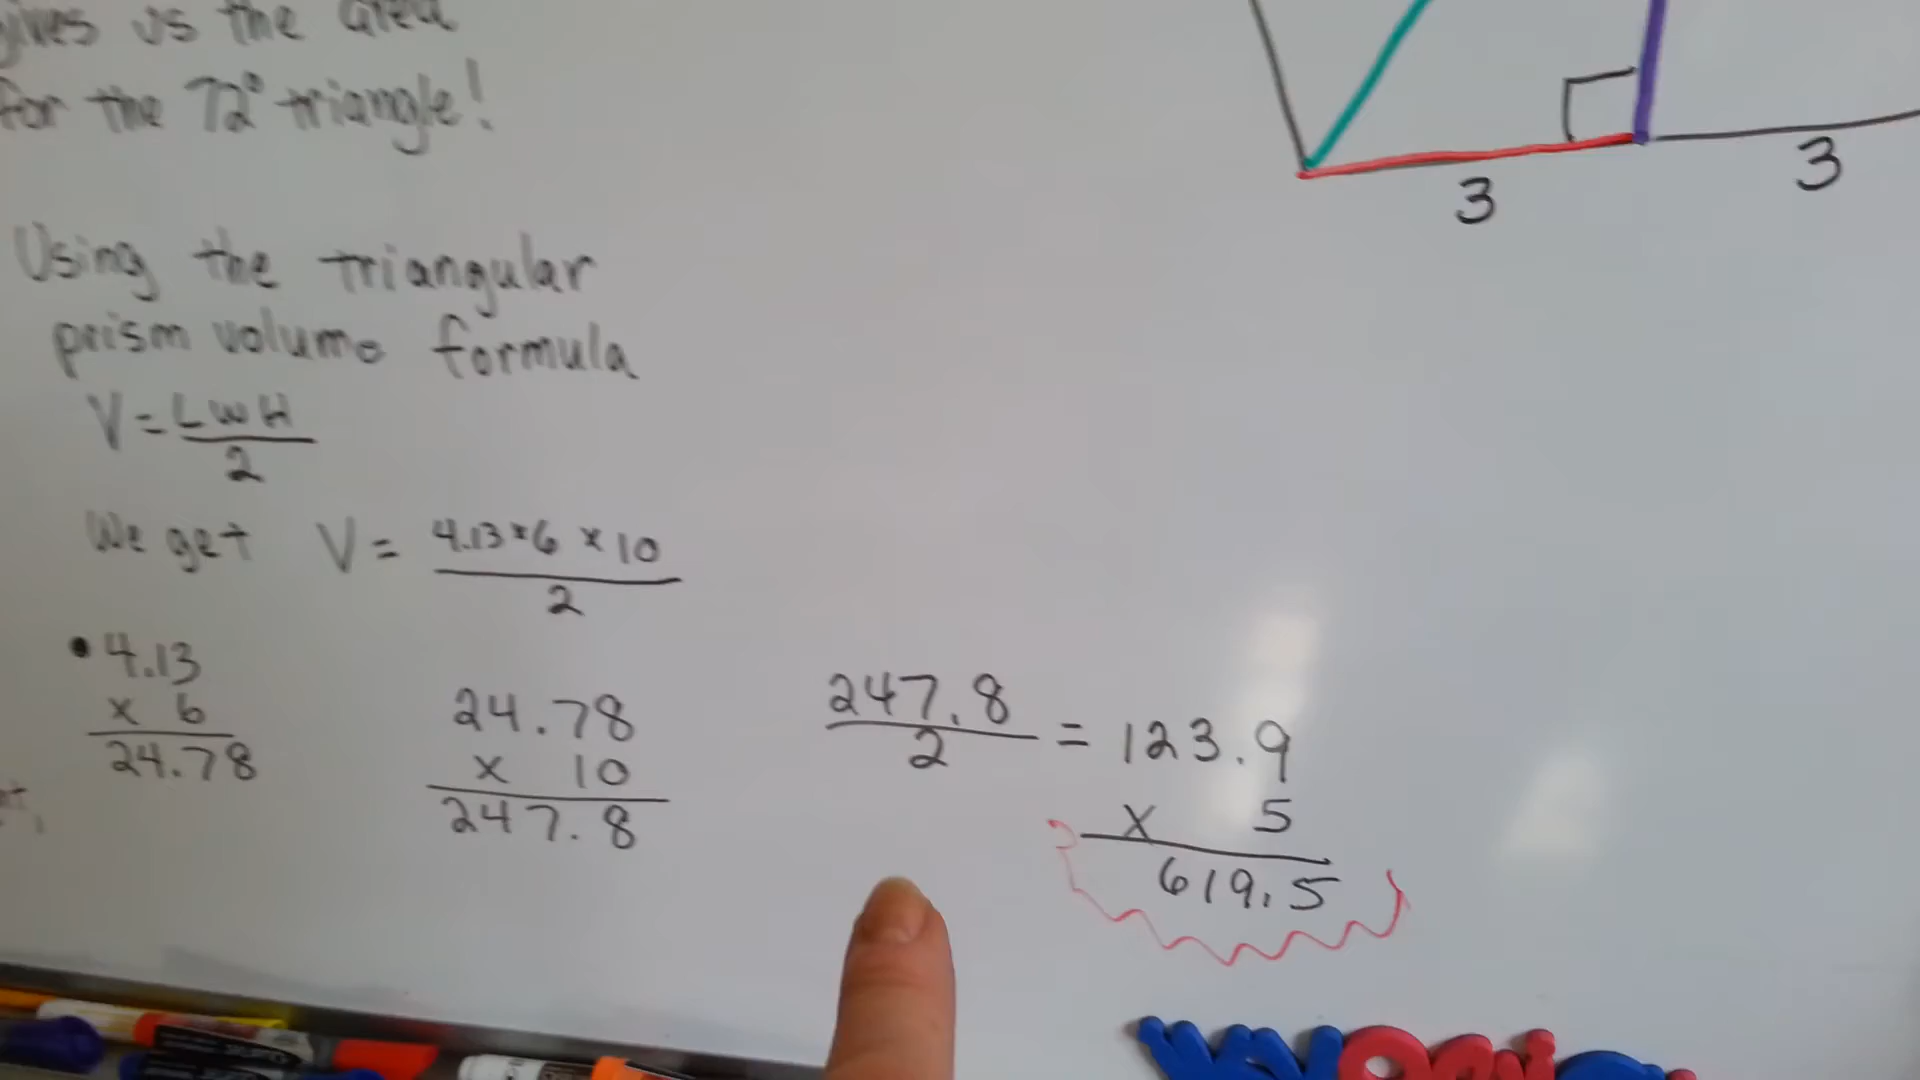 gives us the area
for the 72° triangle!
3
3
Using the triangular
prism volume formula
V = LWH
2
We get V = 4.13 × 6 × 10
2
• 4.13
x 6
24.78
24.78
x 10
247.8
247.8
2
= 123.9
x 5
619.5